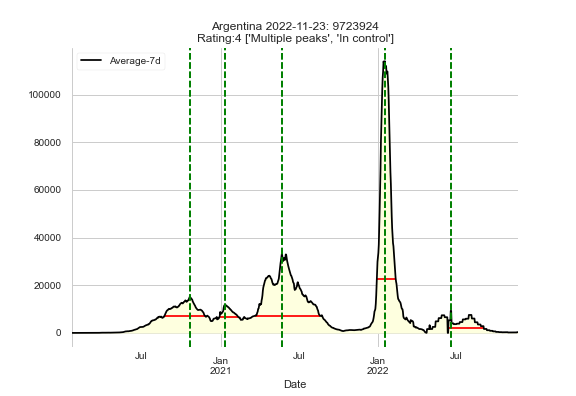 Argentina 2022-11-23: 9723924
Rating:4 ['Multiple peaks', 'In control']
Average-7d
100000
80000
60000
40000
20000
0
Jul
Jan
2021
Jul
Jan
2022
Jul
Date